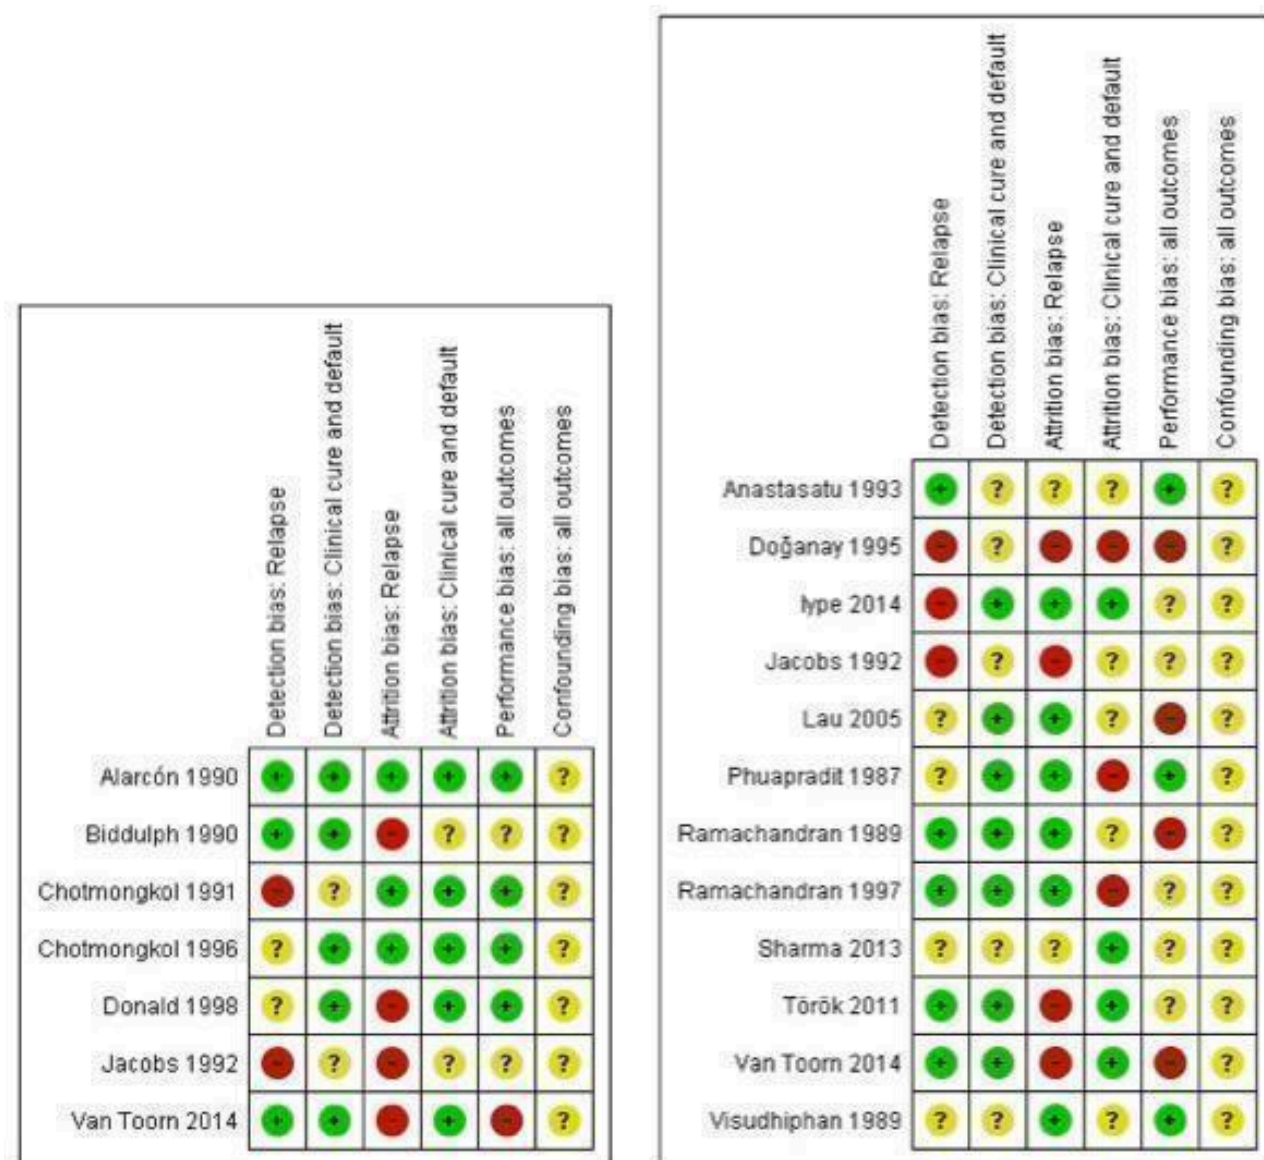 Detection bias: Relapse
Detection bias: Clinical cure and default
Attrition bias: Relapse
Attrition bias: Clinical cure and default
Performance bias: all outcomes
Confounding bias: all outcomes
Alarcón 1990 + + + + + ?
Biddulph 1990 + + - ? ? ?
Chotmongkol 1991 - ? + + + ?
Chotmongkol 1996 ? + + + + ?
Donald 1998 ? + - + + ?
Jacobs 1992 - ? - ? ? ?
Van Toorn 2014 + + - + - ?
Detection bias: Relapse
Detection bias: Clinical cure and default
Attrition bias: Relapse
Attrition bias: Clinical cure and default
Performance bias: all outcomes
Confounding bias: all outcomes
Anastasatu 1993 + ? ? ? + ?
Doğanay 1995 - ? - - - ?
Iype 2014 - + + + ? ?
Jacobs 1992 - ? - ? ? ?
Lau 2005 ? + + ? - ?
Phuapradit 1987 ? + + - + ?
Ramachandran 1989 + + + ? - ?
Ramachandran 1997 + + + - ? ?
Sharma 2013 ? ? ? + ? ?
Török 2011 + + - + ? ?
Van Toorn 2014 + + - + - ?
Visudhiphan 1989 ? ? + ? + ?